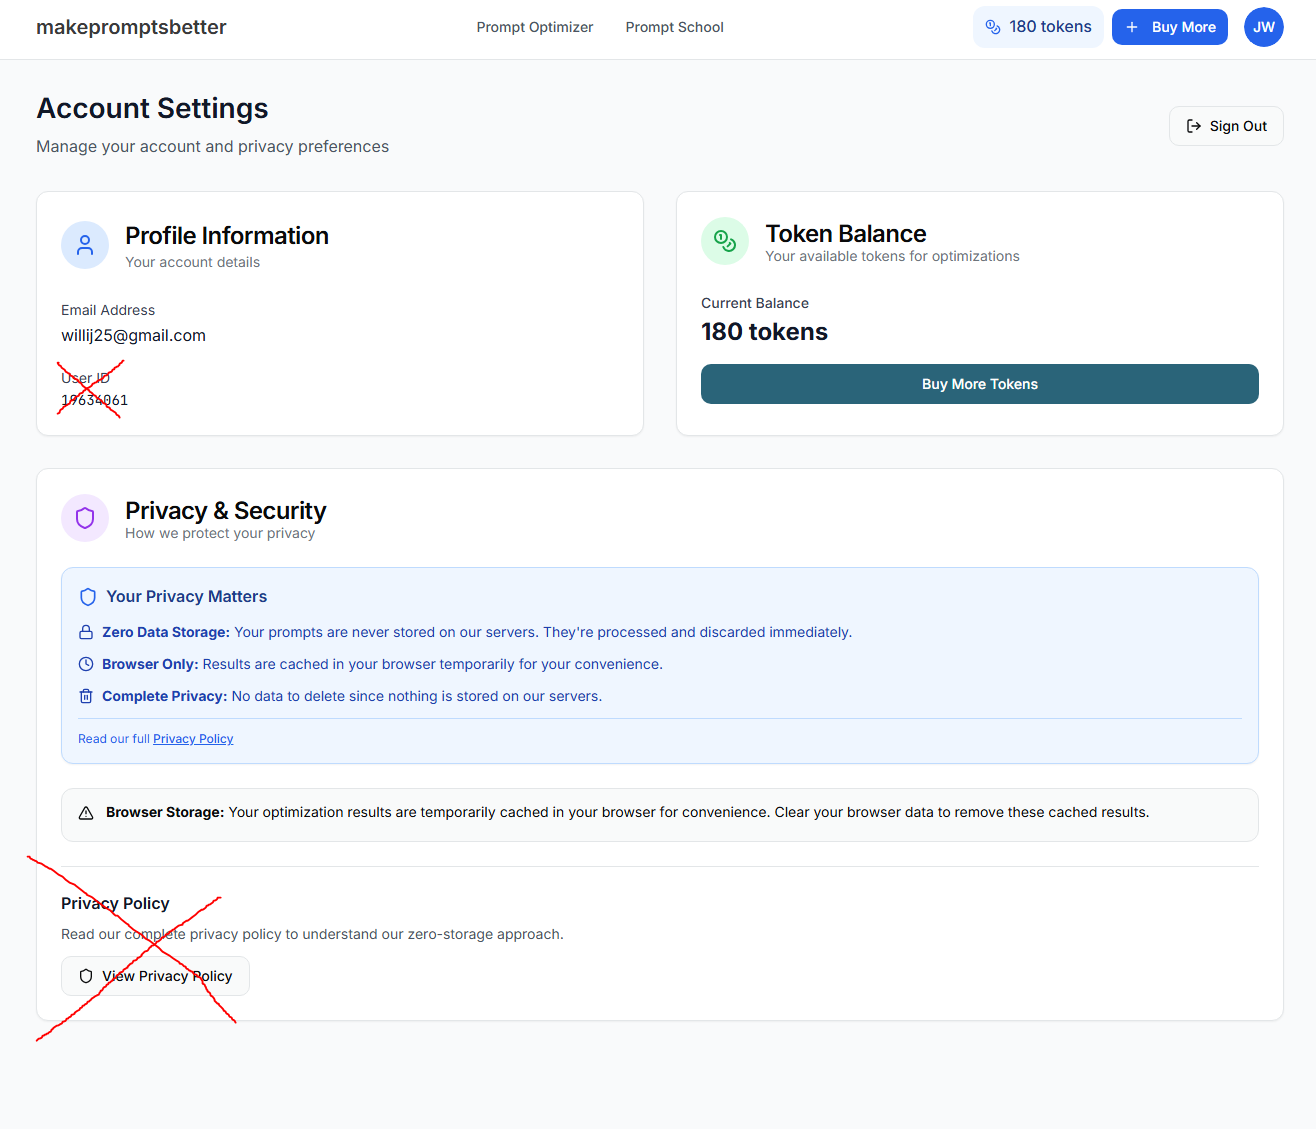 makepromptsbetter
Prompt Optimizer
Prompt School
180 tokens
+ Buy More
JW
Account Settings
Manage your account and privacy preferences
Sign Out
Profile Information
Your account details
Email Address
willij25@gmail.com
User ID
19634061
Token Balance
Your available tokens for optimizations
Current Balance
180 tokens
Buy More Tokens
Privacy & Security
How we protect your privacy
Your Privacy Matters
Zero Data Storage: Your prompts are never stored on our servers. They're processed and discarded immediately.
Browser Only: Results are cached in your browser temporarily for your convenience.
Complete Privacy: No data to delete since nothing is stored on our servers.
Read our full Privacy Policy
Browser Storage: Your optimization results are temporarily cached in your browser for convenience. Clear your browser data to remove these cached results.
Privacy Policy
Read our complete privacy policy to understand our zero-storage approach.
View Privacy Policy